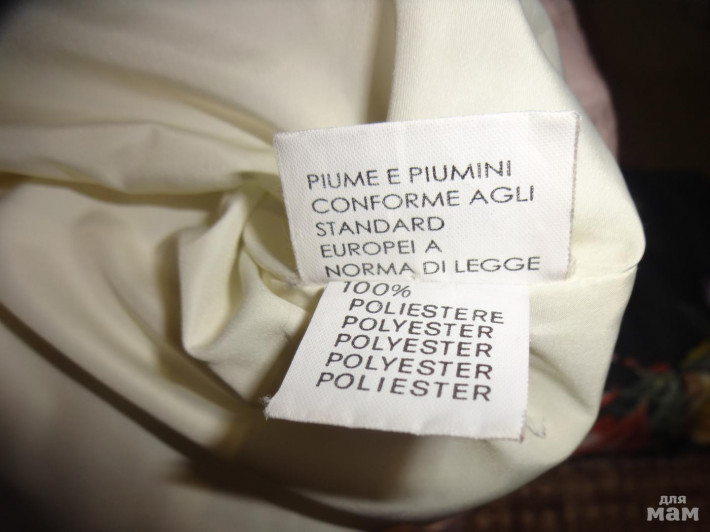 PIUME E PIUMINI
CONFORME AGLI
STANDARD
EUROPEI A
NORMA DI LEGGE
100%
POLIESTERE
POLYESTER
POLYESTER
POLYESTER
POLIESTER
для
мам